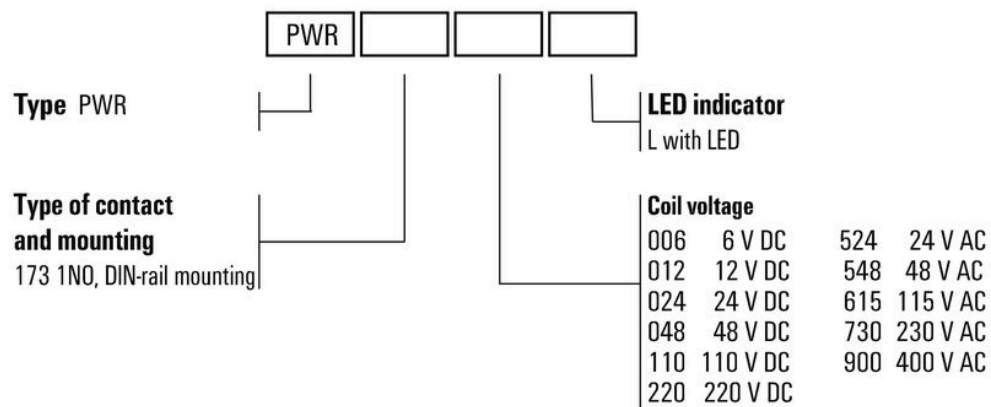 PWR
Type PWR
LED indicator
L with LED
Type of contact
and mounting
173 1NO, DIN-rail mounting
Coil voltage
006 6 V DC 524 24 V AC
012 12 V DC 548 48 V AC
024 24 V DC 615 115 V AC
048 48 V DC 730 230 V AC
110 110 V DC 900 400 V AC
220 220 V DC